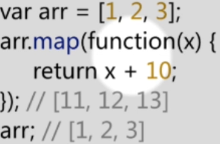 var arr = [1, 2, 3];
arr.map(function(x) {
return x + 10;
}); // [11, 12, 13]
arr; // [1, 2, 3]